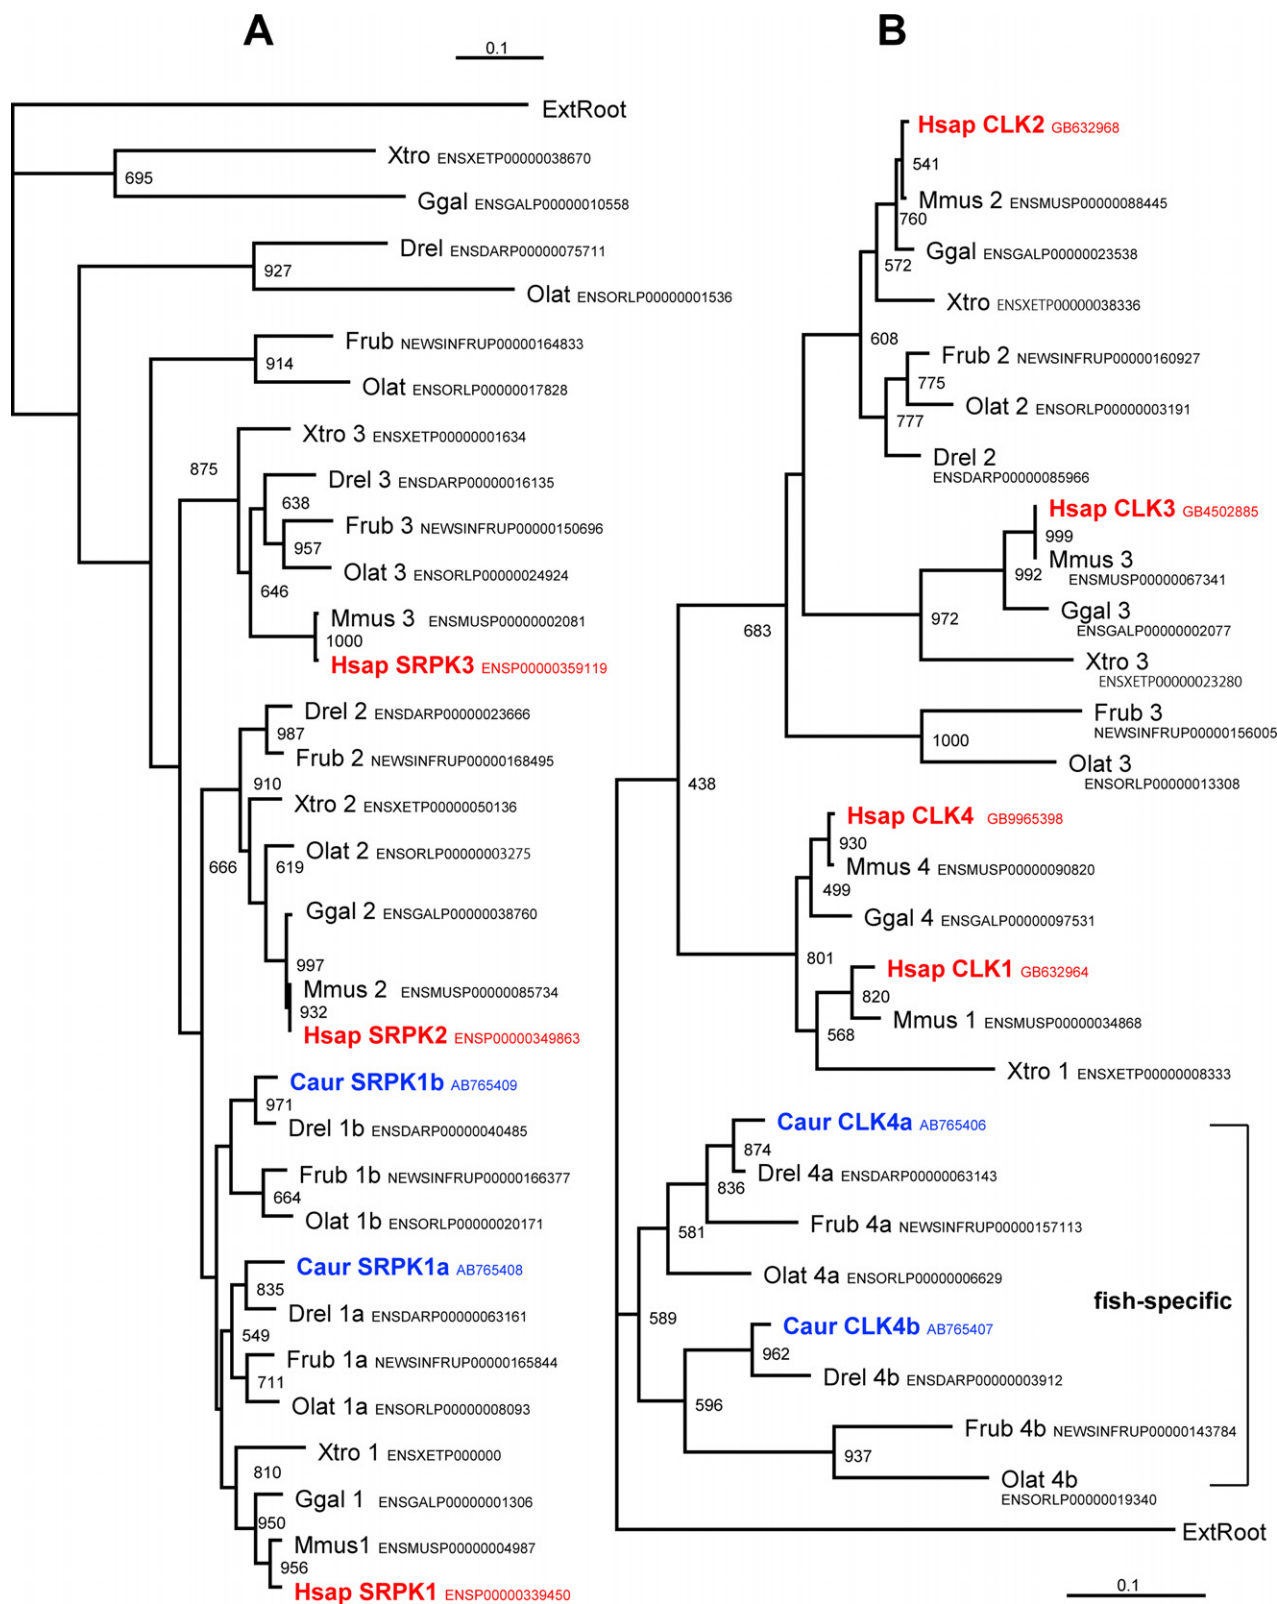 A
0.1
ExtRoot
Xtro ENSXETP00000038670
695
Ggal ENSGALP00000010558
Drel ENSDARP00000075711
927
Olat ENSORLP00000001536
Frub NEWSINFRUP00000164833
914
Olat ENSORLP00000017828
Xtro 3 ENSXETP00000001634
875
Drel 3 ENSDARP00000016135
638
Frub 3 NEWSINFRUP00000150696
957
Olat 3 ENSORLP00000024924
646
Mmus 3 ENSMUSP00000002081
1000
Hsap SRPK3 ENSP00000359119
Drel 2 ENSDARP00000023666
987
Frub 2 NEWSINFRUP00000168495
910
Xtro 2 ENSXETP00000050136
Olat 2 ENSORLP00000003275
666
619
Ggal 2 ENSGALP00000038760
997
Mmus 2 ENSMUSP00000085734
932
Hsap SRPK2 ENSP00000349863
Caur SRPK1b AB765409
971
Drel 1b ENSDARP00000040485
Frub 1b NEWSINFRUP00000166377
664
Olat 1b ENSORLP00000020171
Caur SRPK1a AB765408
835
Drel 1a ENSDARP00000063161
549
Frub 1a NEWSINFRUP00000165844
711
Olat 1a ENSORLP00000008093
Xtro 1 ENSXETP000000
810
Ggal 1 ENSGALP00000001306
950
Mmus1 ENSMUSP00000004987
956
Hsap SRPK1 ENSP00000339450
B
Hsap CLK2 GB632968
541
Mmus 2 ENSMUSP00000088445
760
Ggal ENSGALP00000023538
572
Xtro ENSXETP00000038336
608
Frub 2 NEWSINFRUP00000160927
775
Olat 2 ENSORLP00000003191
777
Drel 2
ENSDARP00000085966
Hsap CLK3 GB4502885
999
Mmus 3
992
ENSMUSP00000067341
Ggal 3
972
ENSGALP00000002077
683
Xtro 3
ENSXETP00000023280
Frub 3
NEWSINFRUP00000156005
1000
Olat 3
ENSORLP00000013308
438
Hsap CLK4 GB9965398
930
Mmus 4 ENSMUSP00000090820
499
Ggal 4 ENSGALP00000097531
801
Hsap CLK1 GB632964
820
Mmus 1 ENSMUSP00000034868
568
Xtro 1 ENSXETP00000008333
Caur CLK4a AB765406
874
Drel 4a ENSDARP00000063143
836
Frub 4a NEWSINFRUP00000157113
581
Olat 4a ENSORLP00000006629
fish-specific
589
Caur CLK4b AB765407
962
Drel 4b ENSDARP00000003912
596
Frub 4b NEWSINFRUP00000143784
937
Olat 4b
ENSORLP00000019340
ExtRoot
0.1